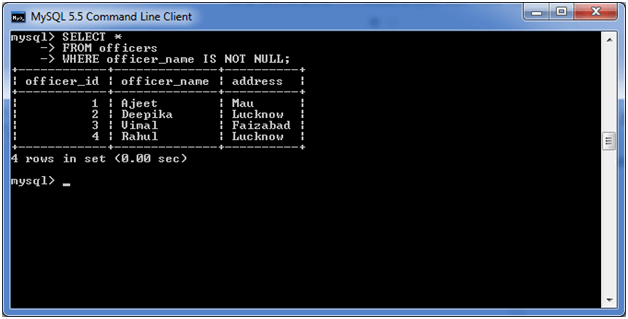 MySQL 5.5 Command Line Client
mysql> SELECT *
    -> FROM officers
    -> WHERE officer_name IS NOT NULL;
+------------+--------------+-----------+
| officer_id | officer_name | address   |
+------------+--------------+-----------+
|          1 | Ajeet        | Mau       |
|          2 | Deepika      | Lucknow   |
|          3 | Vimal        | Faizabad  |
|          4 | Rahul        | Lucknow   |
+------------+--------------+-----------+
4 rows in set (0.00 sec)
mysql> _